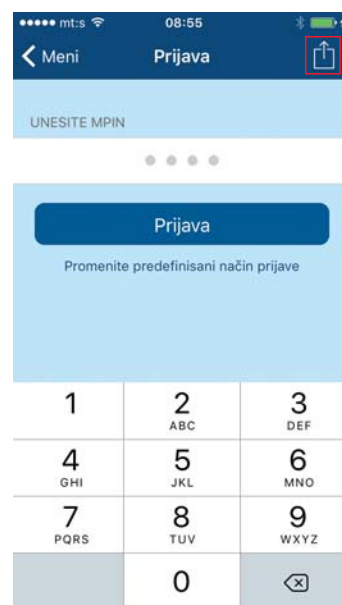 mt:s 08:55
Meni Prijava
UNESITE MPIN
Prijava
Promenite predefinisani način prijave
1 2 3
ABC DEF
4 5 6
GHI JKL MNO
7 8 9
PQRS TUV WXYZ
0